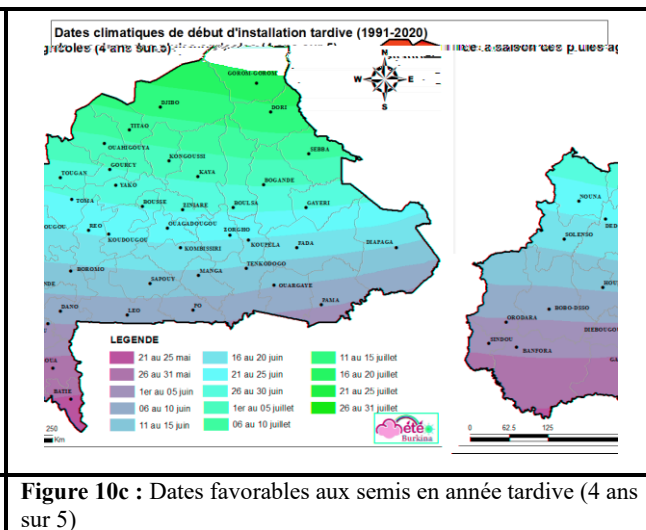 Dates climatiques de début d'installation tardive (1991-2020)
(4 ans sur 5)
N
W E
S
GOROM-GOROM
DJIBO
DORI
TITAO
OUAHIGOUYA
SEBBA
KONGOUSSI
GOURCY
TOUGAN
KAYA
YAKO
BOGANDE
NOUNA
TOMA
BOUSSE
ZINIARE
BOULSA
GAYERI
REO
OUAGADOUGOU
ZORGHO
SOLENZO
KOUDOUGOU
KOUPELA
FADA
DIAPAGA
KOMBISSIRI
TENKODOGO
BOROMO
MANGA
SAPOUY
OUARGAYE
DANO
LEO
PO
PAMA
BOBO-DSSO
ORODARA
SINDOU
BANFORA
BATIE
LEGENDE
21 au 25 mai
26 au 31 mai
1er au 05 juin
06 au 10 juin
11 au 15 juin
16 au 20 juin
21 au 25 juin
26 au 30 juin
1er au 05 juillet
06 au 10 juillet
11 au 15 juillet
16 au 20 juillet
21 au 25 juillet
26 au 31 juillet
250
Km
été
Burkina
0 62.5 125
Figure 10c : Dates favorables aux semis en année tardive (4 ans
sur 5)